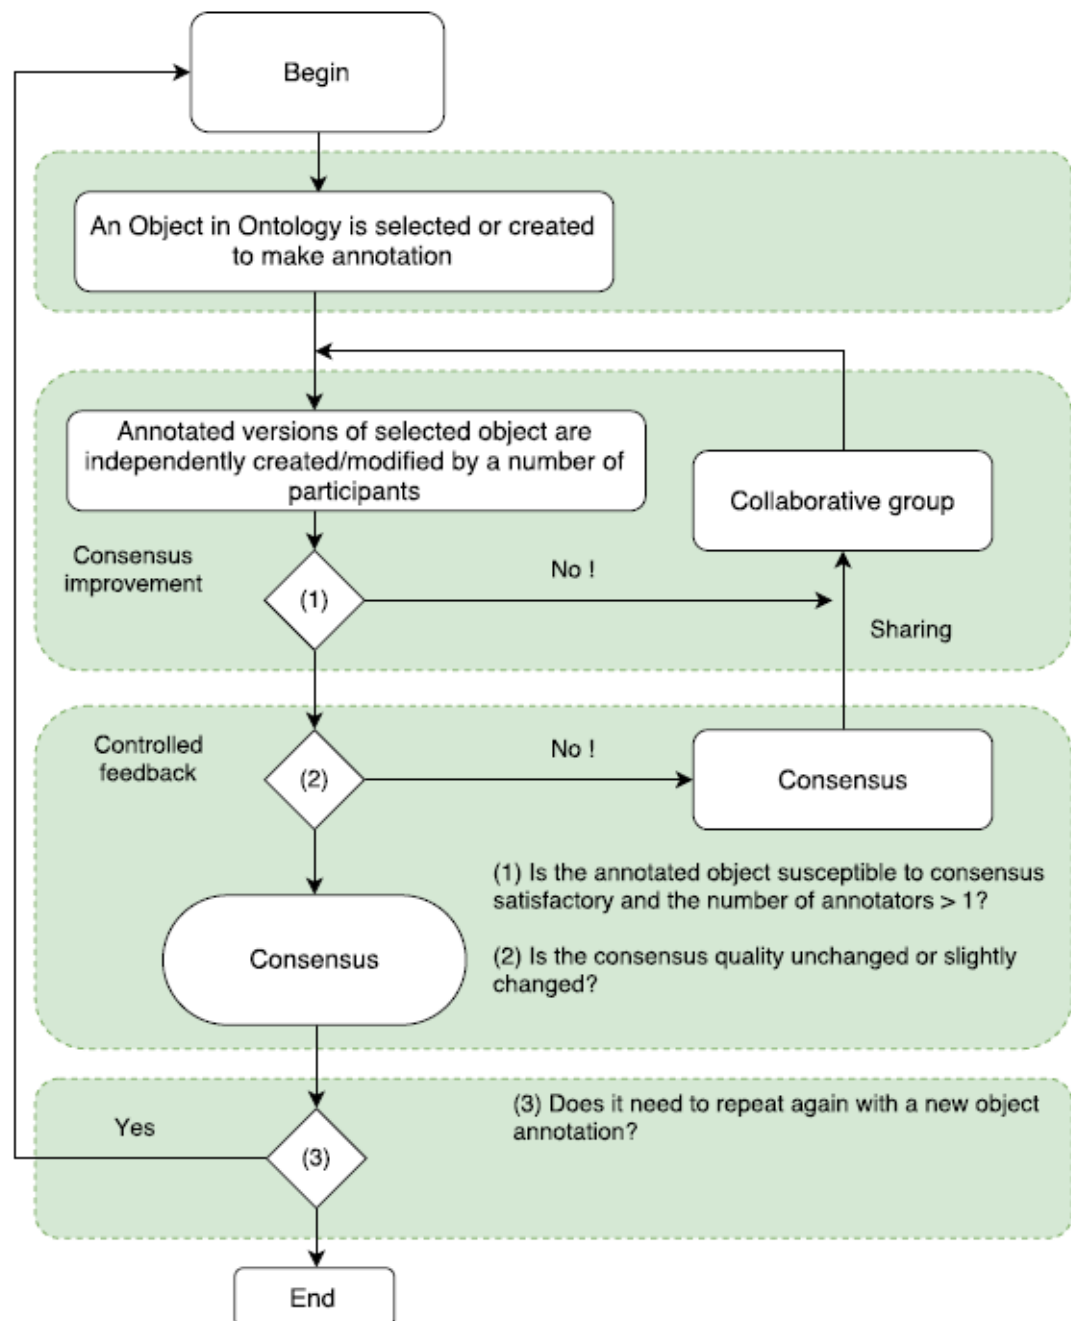 Begin
An Object in Ontology is selected or created
to make annotation
Annotated versions of selected object are
independently created/modified by a number of
participants
Collaborative group
Consensus
improvement
(1)
No !
Sharing
Controlled
feedback
(2)
No !
Consensus
(1) Is the annotated object susceptible to consensus
satisfactory and the number of annotators > 1?
(2) Is the consensus quality unchanged or slightly
changed?
Consensus
(3) Does it need to repeat again with a new object
annotation?
Yes
(3)
End